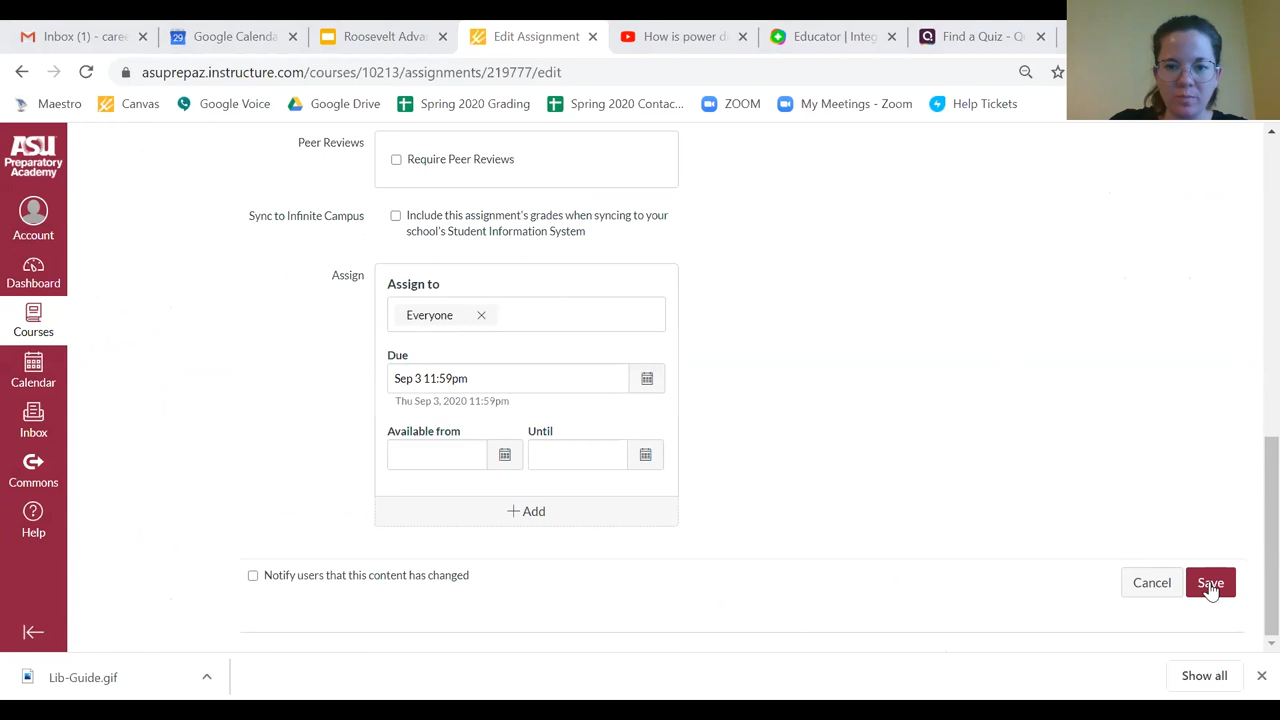 Inbox (1) - caree
Google Calenda
Roosevelt Adva
Edit Assignment
How is power d
Educator | Integ
Find a Quiz - Q
asuprepaz.instructure.com/courses/10213/assignments/219777/edit
Maestro
Canvas
Google Voice
Google Drive
Spring 2020 Grading
Spring 2020 Contac...
ZOOM
My Meetings - Zoom
Help Tickets
ASU
Preparatory
Academy
Account
Dashboard
Courses
Calendar
Inbox
Commons
Help
Peer Reviews
Require Peer Reviews
Sync to Infinite Campus
Include this assignment's grades when syncing to your
school's Student Information System
Assign
Assign to
Everyone
Due
Sep 3 11:59pm
Thu Sep 3, 2020 11:59pm
Available from
Until
Add
Notify users that this content has changed
Cancel
Save
Lib-Guide.gif
Show all